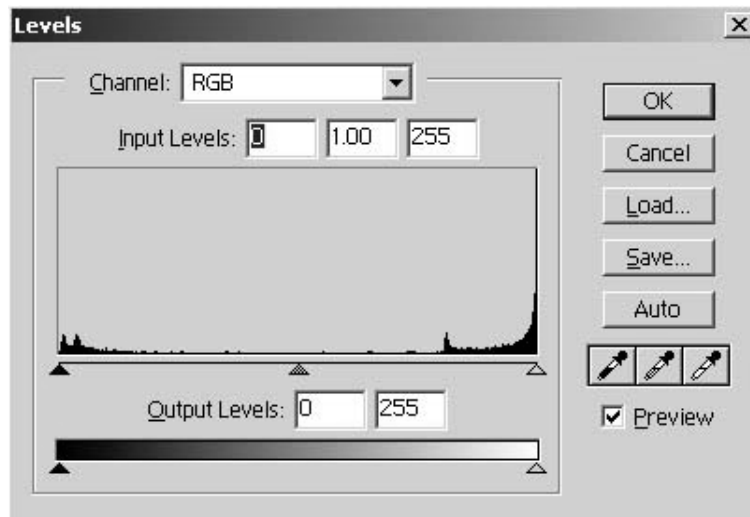 Levels
Channel: RGB
Input Levels: 0 1.00 255
Output Levels: 0 255
OK
Cancel
Load...
Save...
Auto
Preview